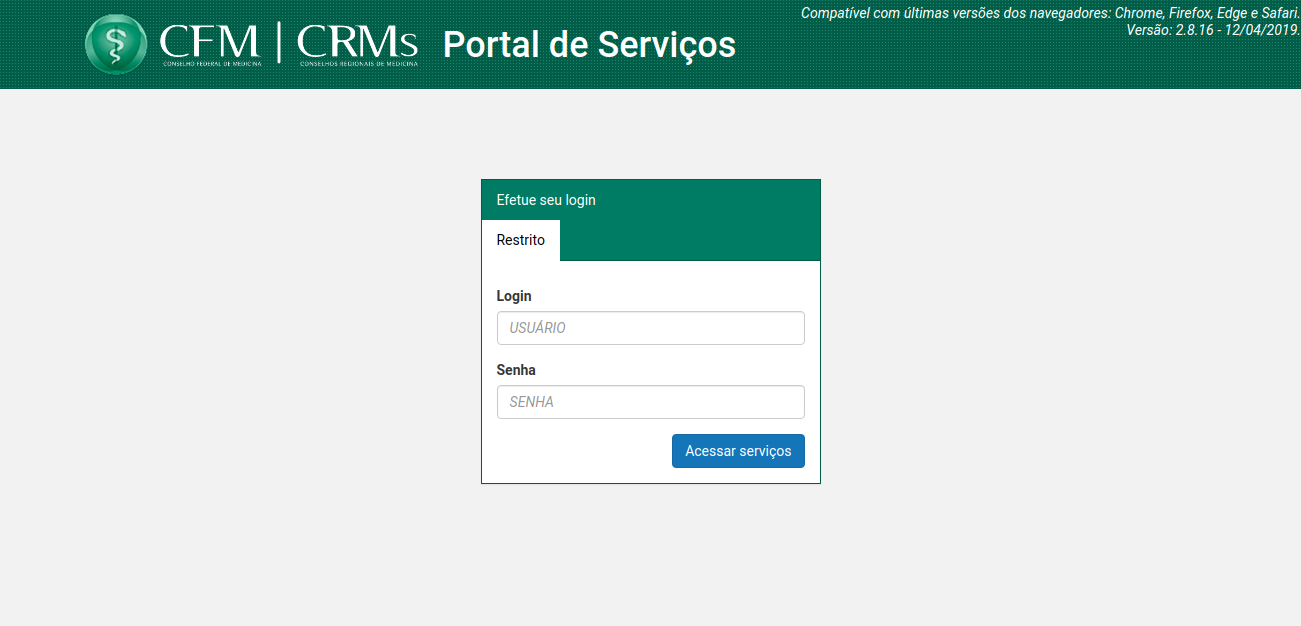 CFM | CRMs
CONSELHO FEDERAL DE MEDICINA
CONSELHOS REGIONAIS DE MEDICINA
Portal de Serviços
Compatível com últimas versões dos navegadores: Chrome, Firefox, Edge e Safari.
Versão: 2.8.16 - 12/04/2019.
Efetue seu login
Restrito
Login
USUÁRIO
Senha
SENHA
Acessar serviços